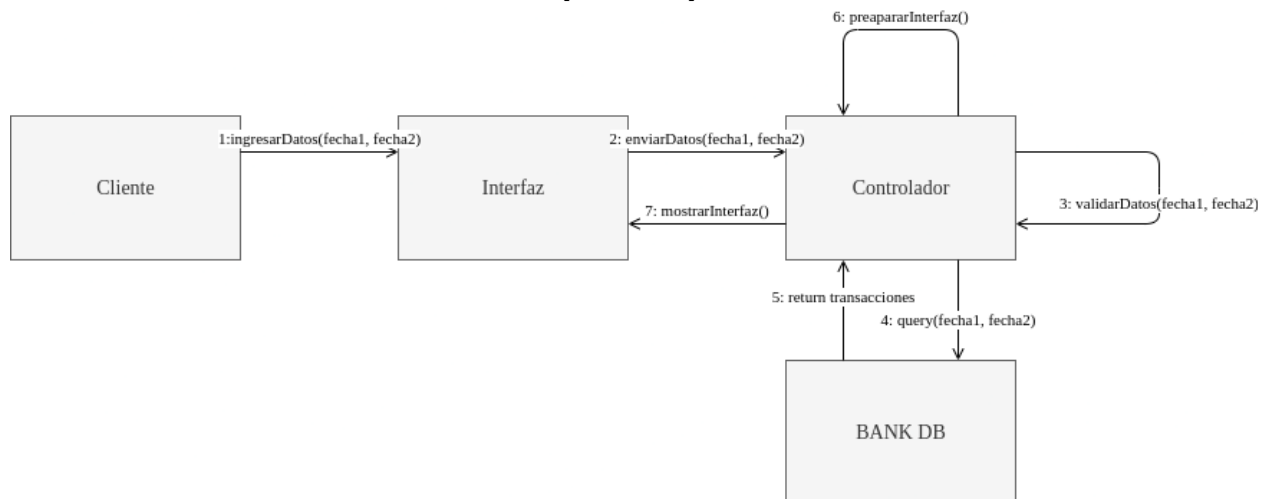 6: preapararInterfaz()
1:ingresarDatos(fecha1, fecha2)
2: enviarDatos(fecha1, fecha2)
Cliente
Interfaz
Controlador
3: validarDatos(fecha1, fecha2)
7: mostrarInterfaz()
5: return transacciones
4: query(fecha1, fecha2)
BANK DB